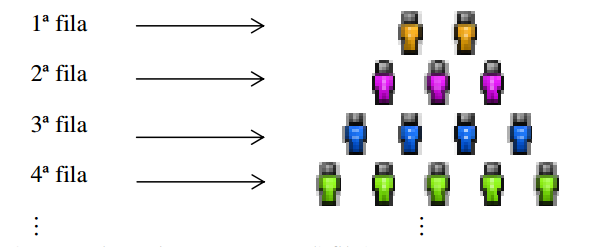 1ª fila
2ª fila
3ª fila
4ª fila
⋮ ⋮